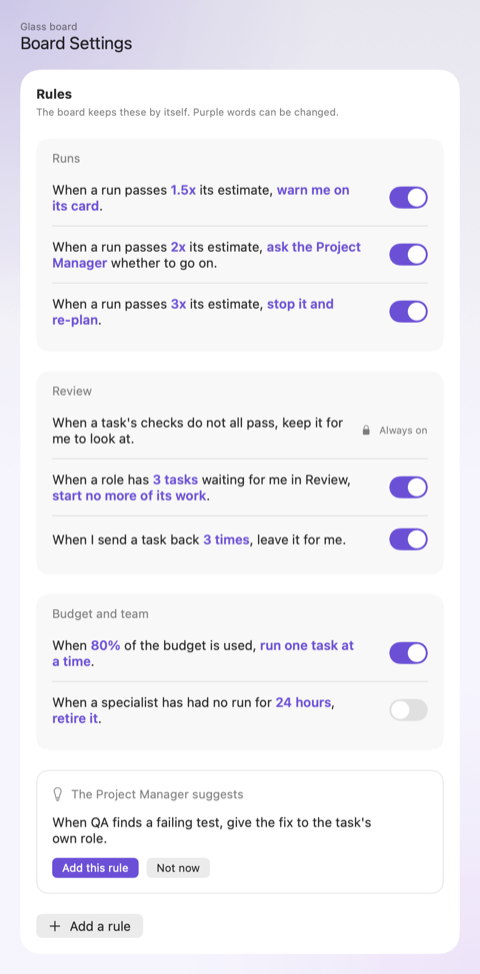 Glass board
Board Settings
Rules
The board keeps these by itself. Purple words can be changed.
Runs
When a run passes 1.5x its estimate, warn me on
its card.
When a run passes 2x its estimate, ask the Project
Manager whether to go on.
When a run passes 3x its estimate, stop it and
re-plan.
Review
When a task's checks do not all pass, keep it for
me to look at.
Always on
When a role has 3 tasks waiting for me in Review,
start no more of its work.
When I send a task back 3 times, leave it for me.
Budget and team
When 80% of the budget is used, run one task at
a time.
When a specialist has had no run for 24 hours,
retire it.
The Project Manager suggests
When QA finds a failing test, give the fix to the task's
own role.
Add this rule
Not now
+ Add a rule